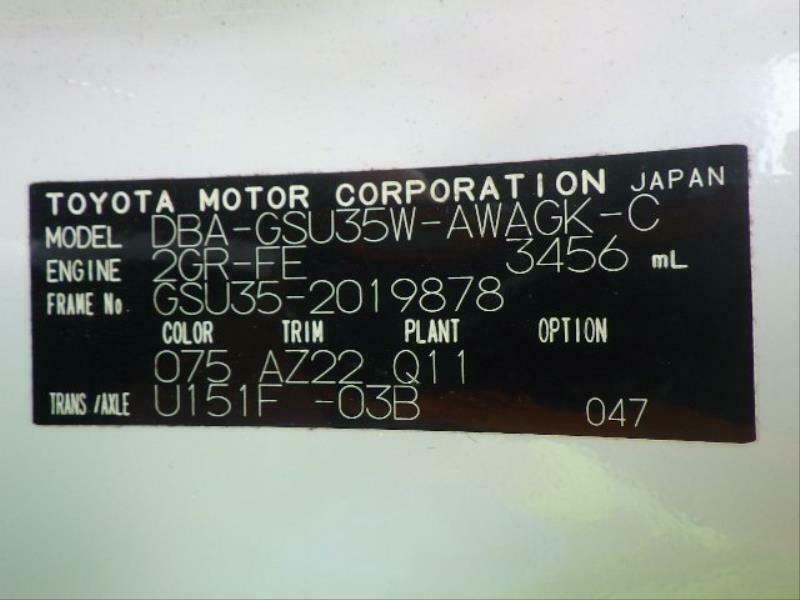 TOYOTA MOTOR CORPORATION JAPAN
MODEL DBA-GSU35W-AWAGK-C
ENGINE 2GR-FE 3456 mL
FRAME No. GSU35-2019878
COLOR TRIM PLANT OPTION
075 AZ22 Q11
TRANS/AXLE U151F -03B 047